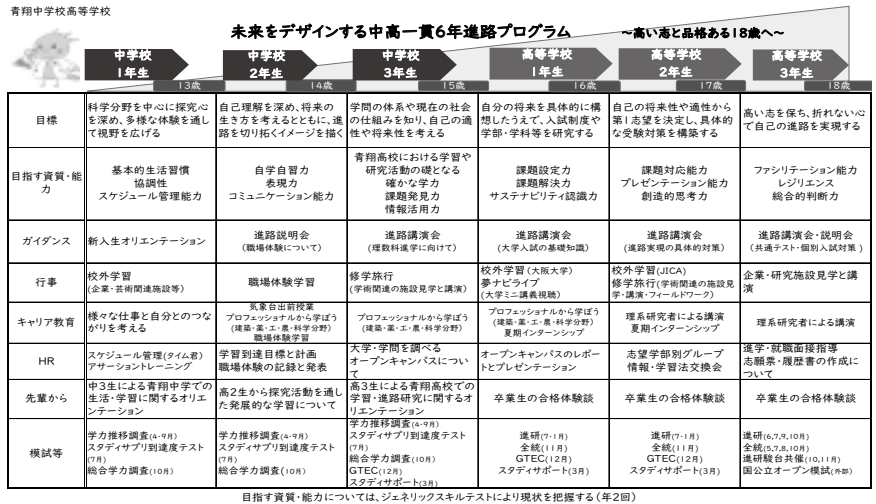 青翔中学校高等学校
未来をデザインする中高一貫6年進路プログラム ～高い志と品格ある18歳へ～
中学校
1年生
13歳
中学校
2年生
14歳
中学校
3年生
15歳
高等学校
1年生
16歳
高等学校
2年生
17歳
高等学校
3年生
18歳
目標
科学分野を中心に探究心
を深め、多様な体験を通し
て視野を広げる
自己理解を深め、将来の
生き方を考えるとともに、進
路を切り拓くイメージを描く
学問の体系や現在の社会
の仕組みを知り、自己の適
性や将来性を考える
自分の将来を具体的に構
想したうえで、入試制度や
学部・学科等を研究する
自己の将来性や適性から
第1志望を決定し、具体的
な受験対策を構築する
高い志を保ち、折れない心
で自己の進路を実現する
目指す資質・能
力
基本的生活習慣
協調性
スケジュール管理能力
自学自習力
表現力
コミュニケーション能力
青翔高校における学習や
研究活動の礎となる
確かな学力
課題発見力
情報活用力
課題設定力
課題解決力
サステナビリティ認識力
課題対応能力
プレゼンテーション能力
創造的思考力
ファシリテーション能力
レジリエンス
総合的判断力
ガイダンス
新入生オリエンテーション
進路説明会
(職場体験について)
進路講演会
(理数科進学に向けて)
進路講演会
(大学入試の基礎知識)
進路講演会
(進路実現の具体的対策)
進路講演会・説明会
(共通テスト・個別入試対策)
行事
校外学習
(企業・芸術関連施設等)
職場体験学習
修学旅行
(学術関連の施設見学と講演)
校外学習(大阪大学)
夢ナビライブ
(大学ミニ講義視聴)
校外学習(JICA)
修学旅行(学術関連の施設見
学・講演・フィールドワーク)
企業・研究施設見学と講
演
キャリア教育
様々な仕事と自分とのつな
がりを考える
気象台出前授業
プロフェッショナルから学ぼう
(建築・薬・工・農・科学分野)
職場体験学習
プロフェッショナルから学ぼう
(建築・薬・工・農・科学分野)
プロフェッショナルから学ぼう
(建築・薬・工・農・科学分野)
夏期インターンシップ
理系研究者による講演
夏期インターンシップ
理系研究者による講演
HR
スケジュール管理(タイム君)
アサーショントレーニング
学習到達目標と計画
職場体験の記録と発表
大学・学問を調べる
オープンキャンパスについ
て
オープンキャンパスのレポー
トとプレゼンテーション
志望学部別グループ
情報・学習法交換会
進学・就職面接指導
志願票・履歴書の作成に
ついて
先輩から
中3生による青翔中学での
生活・学習に関するオリエ
ンテーション
高2生から探究活動を通し
た発展的な学習について
高3生による青翔高校での
学習・進路研究に関するオ
リエンテーション
卒業生の合格体験談
卒業生の合格体験談
卒業生の合格体験談
模試等
学力推移調査(4・9月)
スタディサプリ到達度テスト
(7月)
総合学力調査(10月)
学力推移調査(4・9月)
スタディサプリ到達度テスト
(7月)
総合学力調査(10月)
学力推移調査(4・9月)
スタディサプリ到達度テスト
(7月)
総合学力調査(10月)
GTEC(12月)
スタディサポート(3月)
進研(7・1月)
全統(11月)
GTEC(12月)
スタディサポート(3月)
進研(7・1月)
全統(11月)
GTEC(12月)
スタディサポート(3月)
進研(6,7,9,10月)
全統(5,7,8,10月)
進研駿台共催(10,11月)
国公立オープン模試(外部)
目指す資質・能力については、ジェネリックスキルテストにより現状を把握する(年2回)